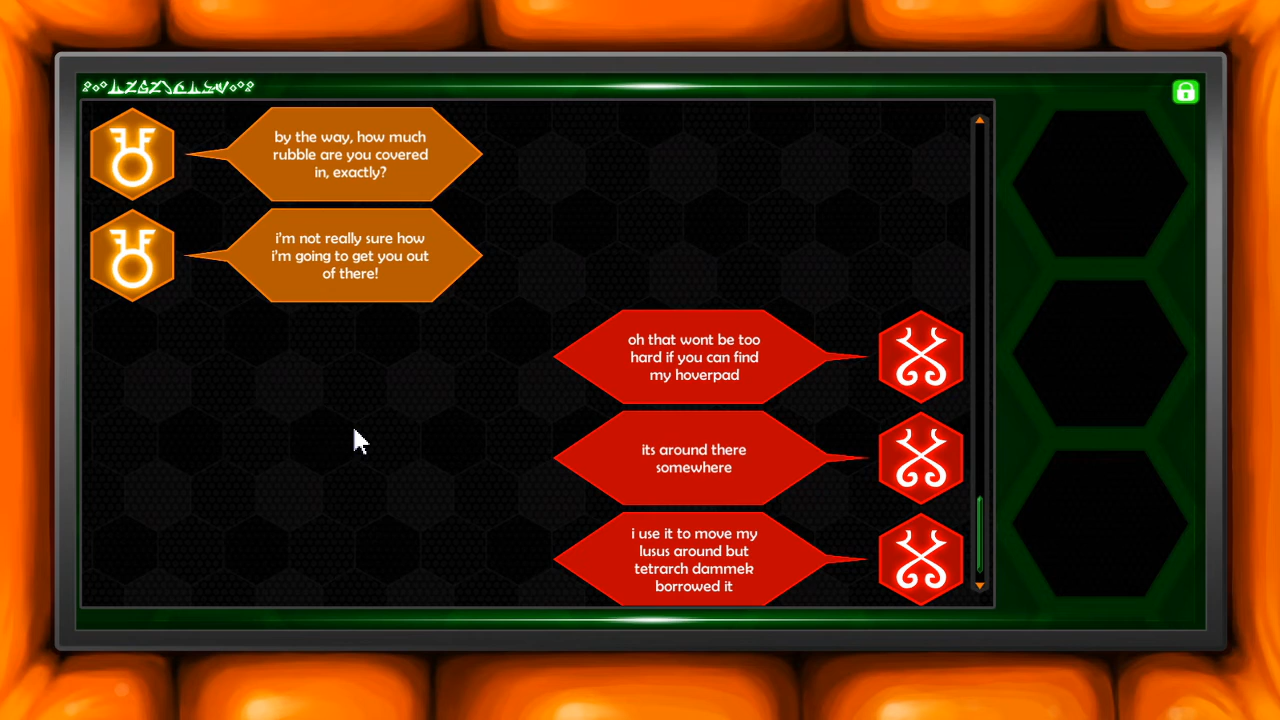 by the way, how much
rubble are you covered
in, exactly?
i'm not really sure how
i'm going to get you out
of there!
oh that wont be too
hard if you can find
my hoverpad
its around there
somewhere
i use it to move my
lusus around but
tetrarch dammek
borrowed it